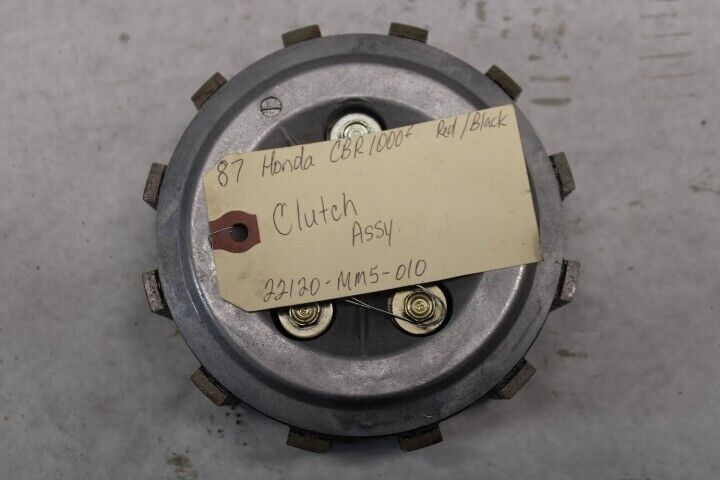 87 Honda CBR1000f Red/Black
Clutch
Assy.
22120-MM5-010